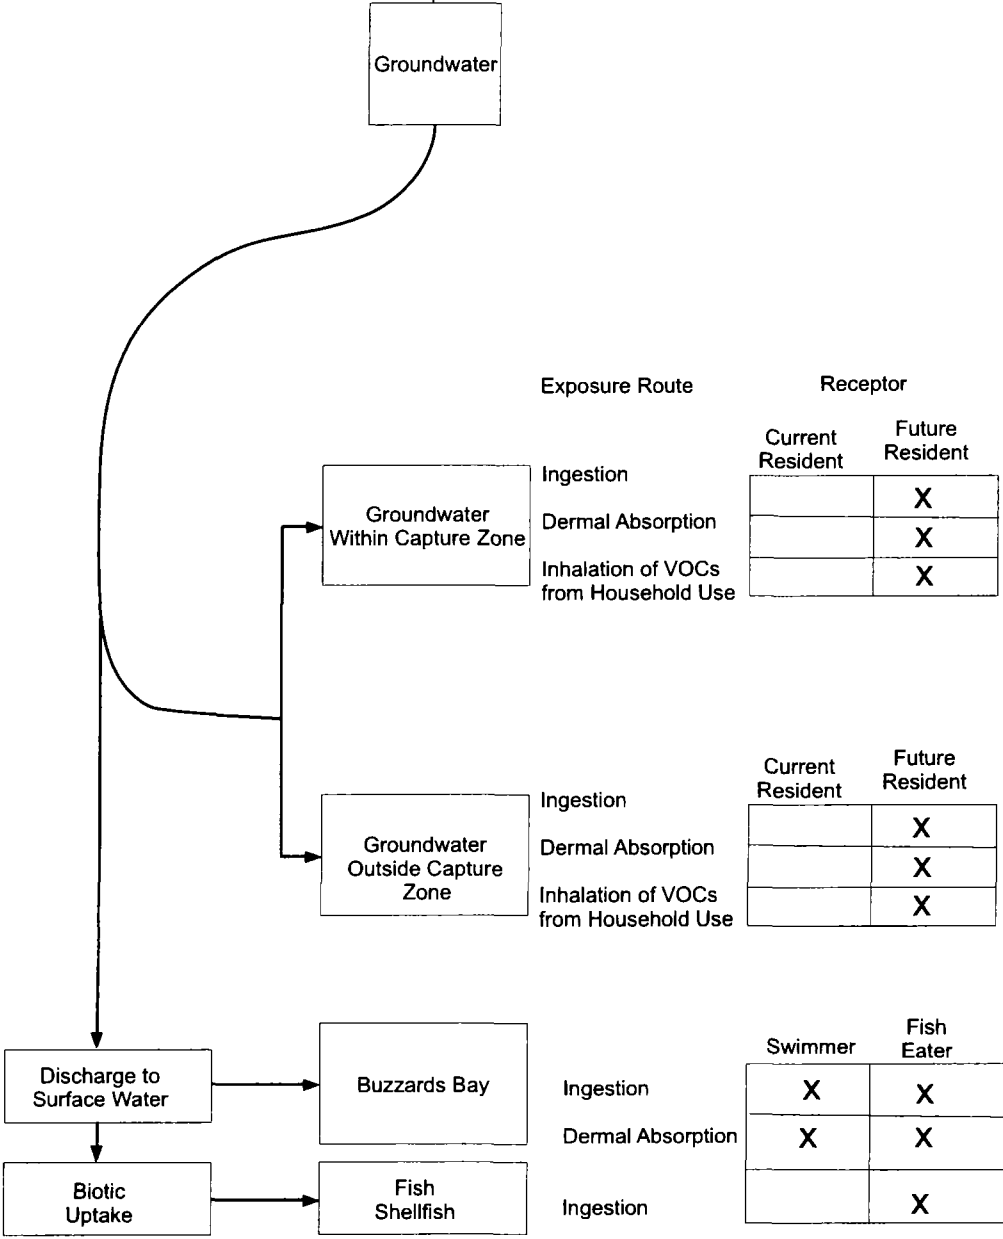 Groundwater
Exposure Route
Receptor
Current
Resident
Future
Resident
Groundwater
Within Capture Zone
Ingestion
X
Dermal Absorption
X
Inhalation of VOCs
from Household Use
X
Current
Resident
Future
Resident
Groundwater
Outside Capture
Zone
Ingestion
X
Dermal Absorption
X
Inhalation of VOCs
from Household Use
X
Swimmer
Fish
Eater
Discharge to
Surface Water
Buzzards Bay
Ingestion
X X
Dermal Absorption
X X
Biotic
Uptake
Fish
Shellfish
Ingestion
X